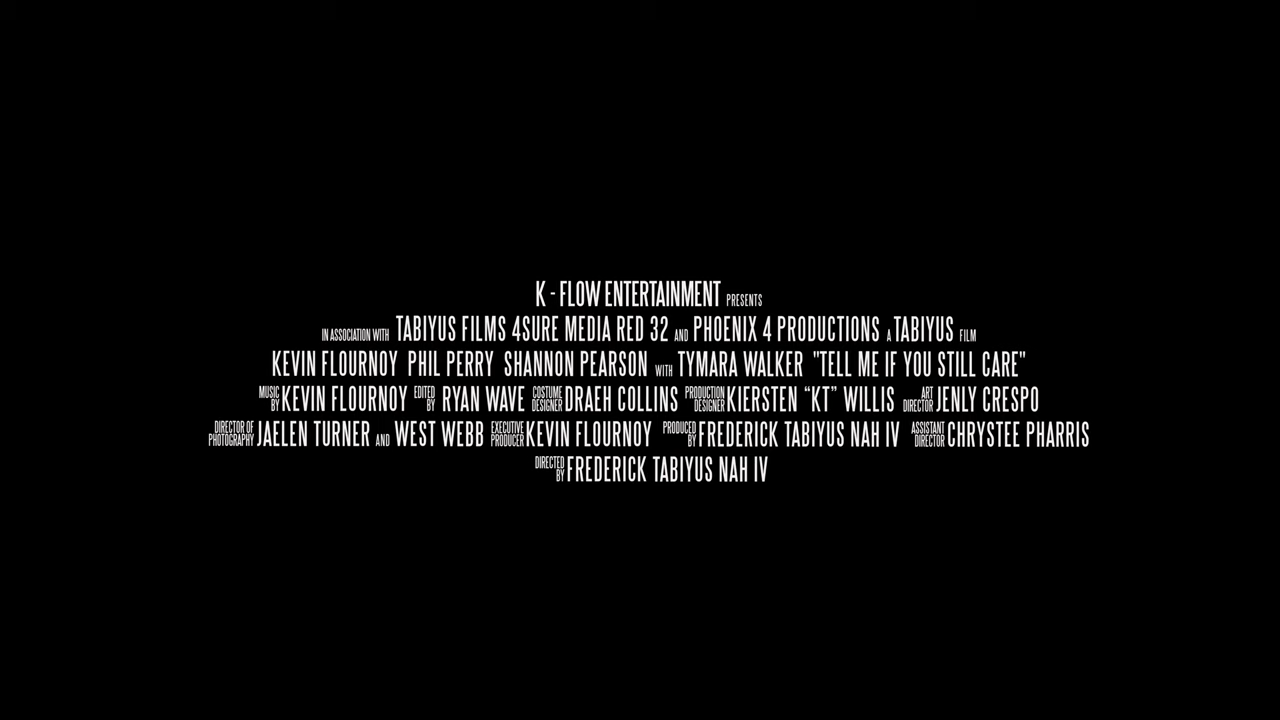 K - FLOW ENTERTAINMENT PRESENTS
IN ASSOCIATION WITH TABIYUS FILMS 4SURE MEDIA RED 32 AND PHOENIX 4 PRODUCTIONS A TABIYUS FILM
KEVIN FLOURNOY PHIL PERRY SHANNON PEARSON WITH TYMARA WALKER "TELL ME IF YOU STILL CARE"
MUSIC BY KEVIN FLOURNOY EDITED BY RYAN WAVE COSTUME DESIGNER DRAEH COLLINS PRODUCTION DESIGNER KIERSTEN “KT” WILLIS ART DIRECTOR JENLY CRESPO
DIRECTOR OF PHOTOGRAPHY JAELEN TURNER AND WEST WEBB EXECUTIVE PRODUCER KEVIN FLOURNOY PRODUCED BY FREDERICK TABIYUS NAH IV ASSISTANT DIRECTOR CHRYSTEE PHARRIS
DIRECTED BY FREDERICK TABIYUS NAH IV